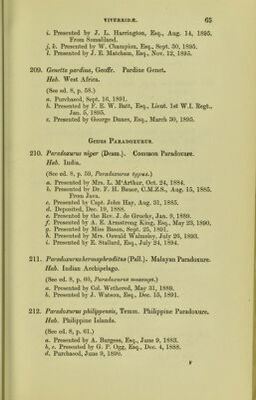 VIVERRIDÆ. 65
i. Presented by J. L. Harrington, Esq., Aug. 14, 1895.
From Somaliland.
j, k. Presented by W. Champion, Esq., Sept. 30, 1895.
l. Presented by J. E. Matcham, Esq., Nov. 12, 1895.
209. Genetta pardina, Geoffr. Pardine Genet.
Hab. West Africa.
(See ed. 8, p. 58.)
a. Purchased, Sept. 16, 1891.
b. Presented by F. E. W. Batt, Esq., Lieut. 1st W.I. Regt.,
Jan. 5, 1895.
c. Presented by George Danes, Esq., March 30, 1895.
Genus PARADOXURUS.
210. Paradoxurus niger (Desm.). Common Paradoxure.
Hab. India.
(See ed. 8, p. 59, Paradoxurus typus.)
a. Presented by Mrs. L. McArthur, Oct. 24, 1884.
b. Presented by Dr. F. H. Bauer, C.M.Z.S., Aug. 15, 1885.
From Java.
c. Presented by Capt. John Hay, Aug. 31, 1885.
d. Deposited, Dec. 19, 1888.
e. Presented by the Rev. J. de Gruchy, Jan. 9, 1889.
f. Presented by A. E. Armstrong King, Esq., May 23, 1890.
g. Presented by Miss Bason, Sept. 25, 1891.
h. Presented by Mrs. Oswald Walmsley, July 26, 1893.
i. Presented by E. Stallard, Esq., July 24, 1894.
211. Paradoxurus hermaphroditus (Pall.). Malayan Paradoxure.
Hab. Indian Archipelago.
(See ed. 8, p. 60, Paradoxurus musanga.)
a. Presented by Col. Wethered, May 31, 1889.
b. Presented by J. Watson, Esq., Dec. 15, 1891.
212. Paradoxurus philippinensis, Temm. Philippine Paradoxure.
Hab. Philippine Islands.
(See ed. 8, p. 61.)
a. Presented by A. Burgess, Esq., June 9, 1883.
b, c. Presented by G. P. Ogg, Esq., Dec. 4, 1888.
d. Purchased, June 9, 1890.
F